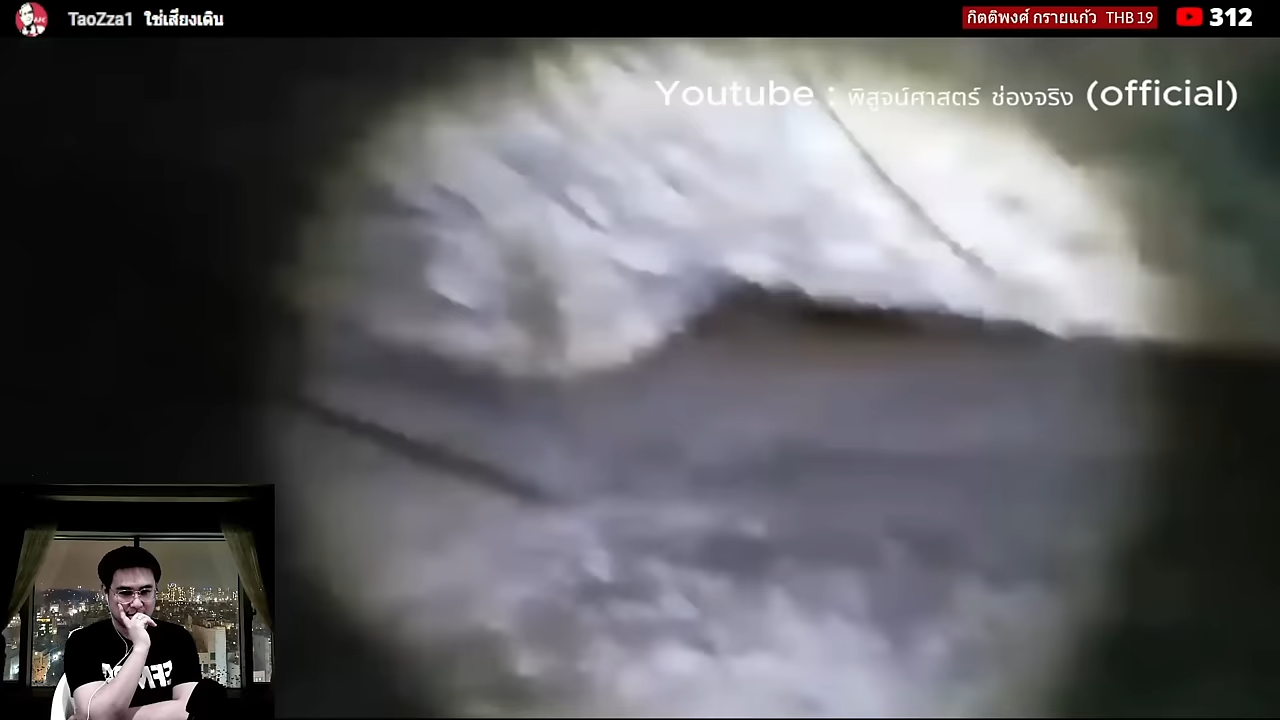 TaoZza1 ใช่เสียงเดิน
กิตติพงศ์ กรายแก้ว THB 19
312
Youtube : พิสูจน์ศาสตร์ ช่องจริง (official)